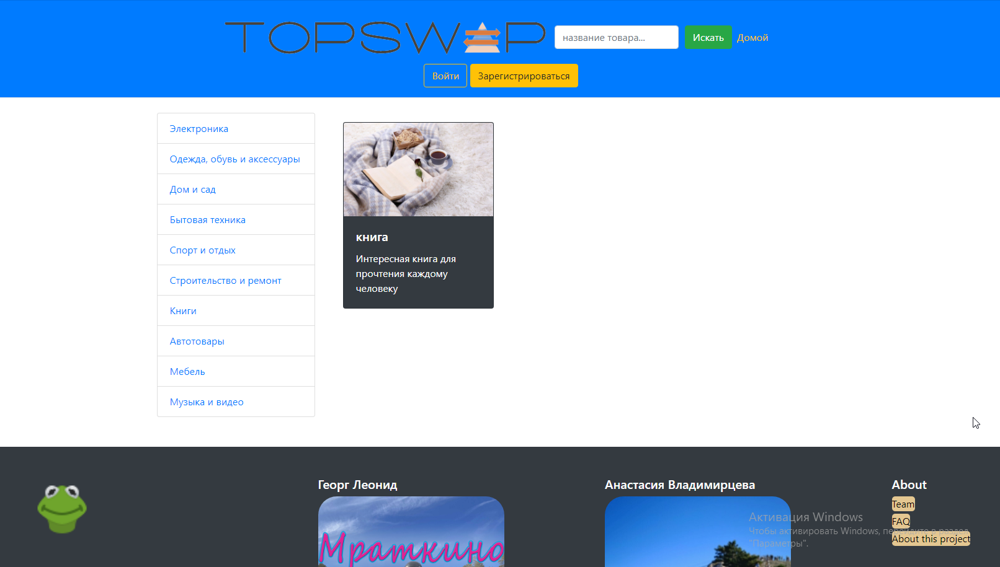 TOPSWAP
название товара...
Искать
Домой
Войти
Зарегистрироваться
Электроника
Одежда, обувь и аксессуары
Дом и сад
Бытовая техника
Спорт и отдых
Строительство и ремонт
Книги
Автотовары
Мебель
Музыка и видео
книга
Интересная книга для
прочтения каждому
человеку
Георг Леонид
Мраткино
Анастасия Владимирцева
About
Team
FAQ
About this project
Активация Windows
Чтобы активировать Windows, перейдите в раздел
"Параметры".